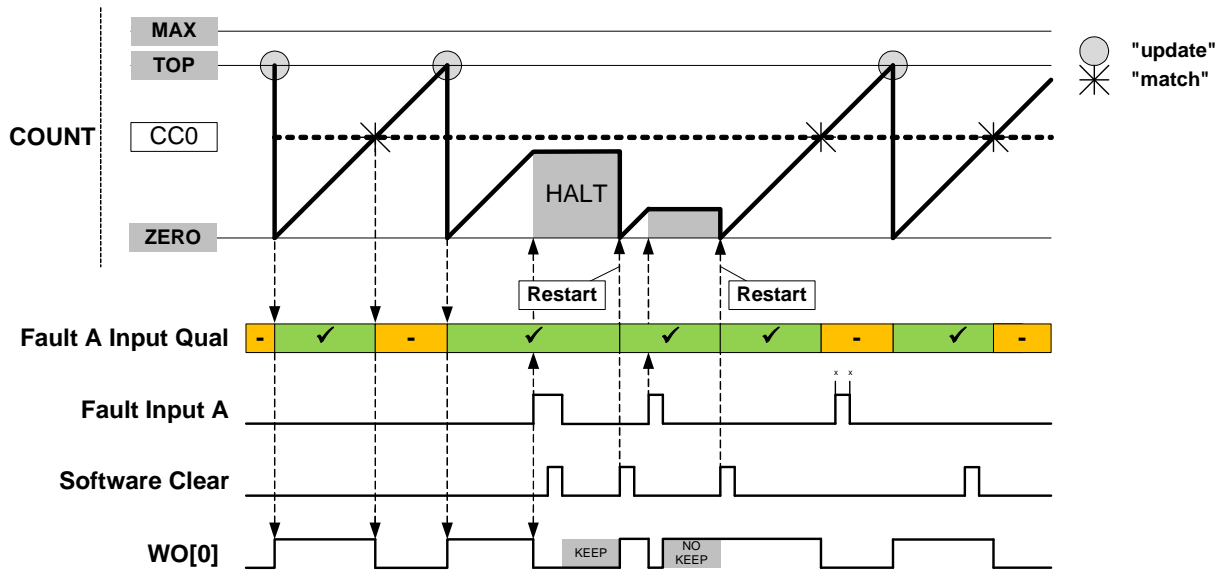 MAX
"update"
TOP
"match"
COUNT
CC0
HALT
ZERO
Restart
Restart
Fault A Input Qual
- ✓ - ✓ ✓ ✓ - ✓ -
x x
Fault Input A
Software Clear
WO[0]
KEEP
NO
KEEP